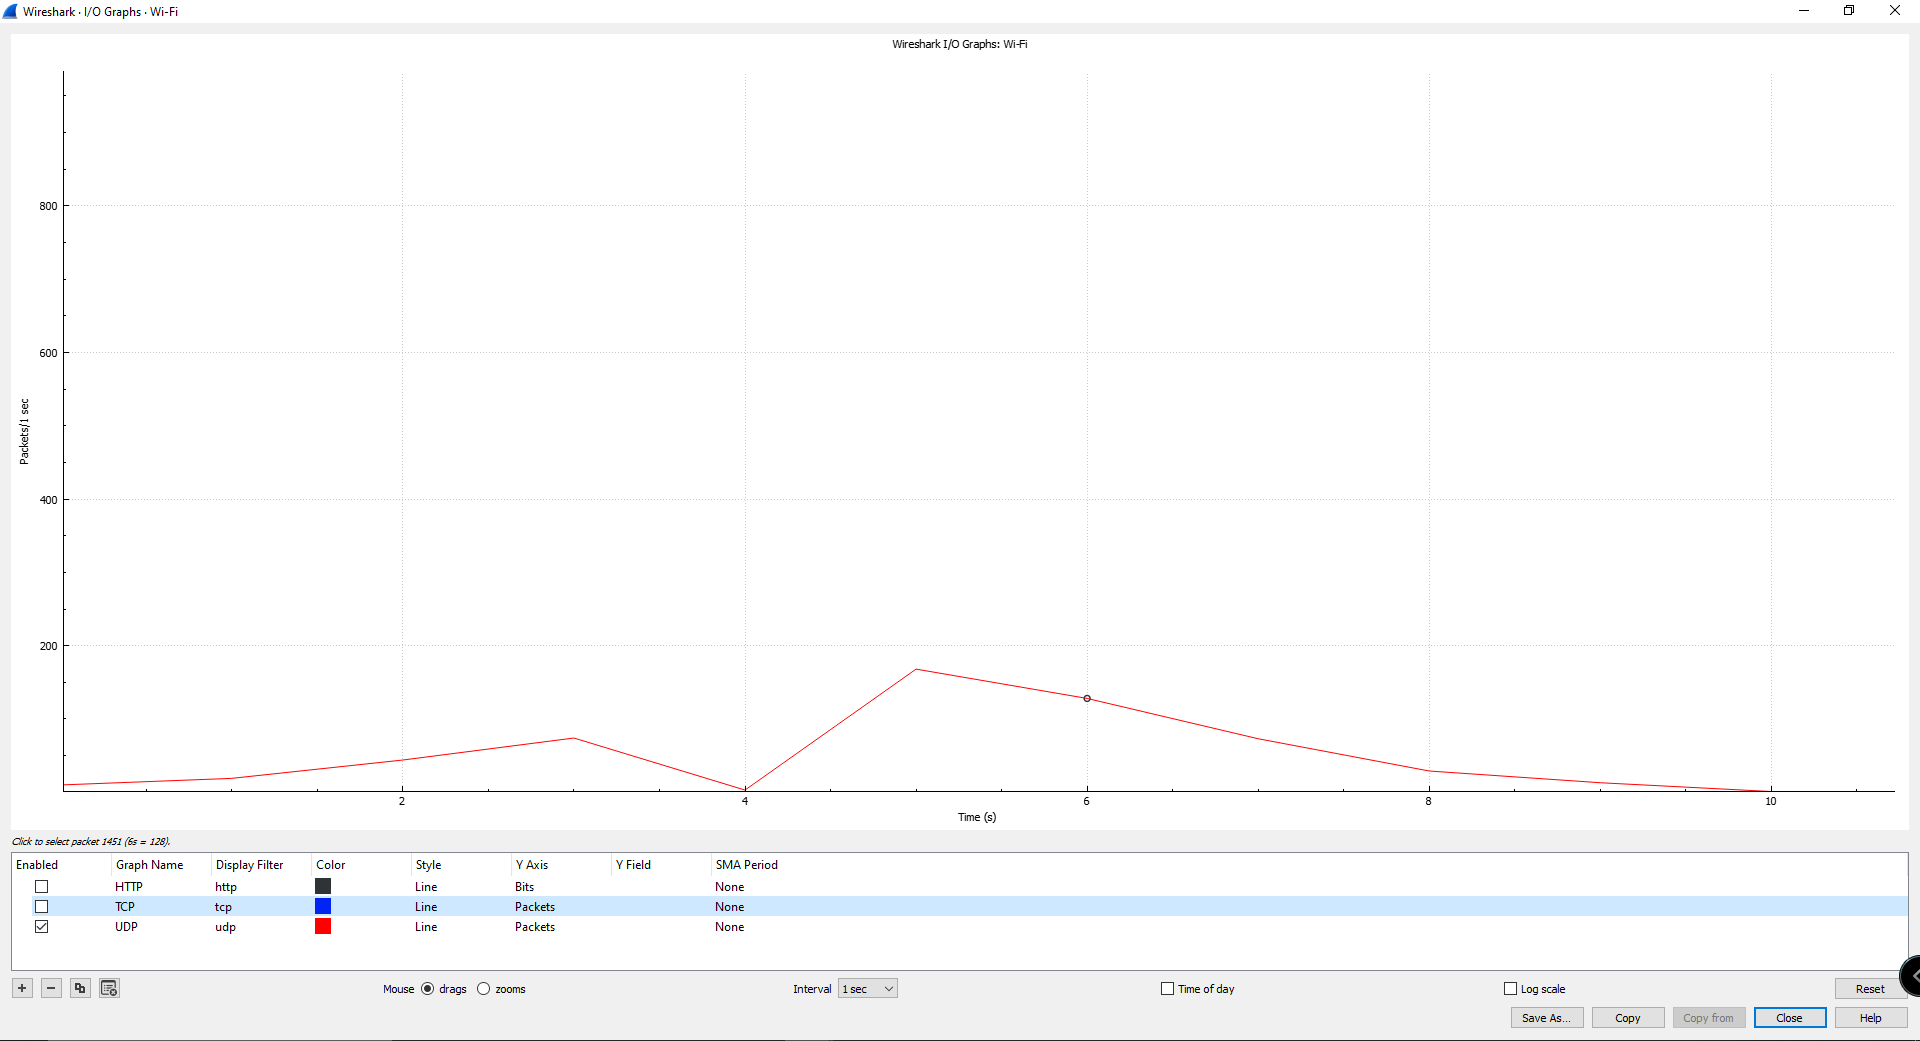 Wireshark · I/O Graphs · Wi-Fi
Wireshark I/O Graphs: Wi-Fi
Packets/1 sec
800
600
400
200
2 4 6 8 10
Time (s)
Click to select packet 1451 (6s = 128).
Enabled Graph Name Display Filter Color Style Y Axis Y Field SMA Period
HTTP http Line Bits None
TCP tcp Line Packets None
UDP udp Line Packets None
Mouse drags zooms Interval 1 sec Time of day Log scale Reset
Save As... Copy Copy from Close Help